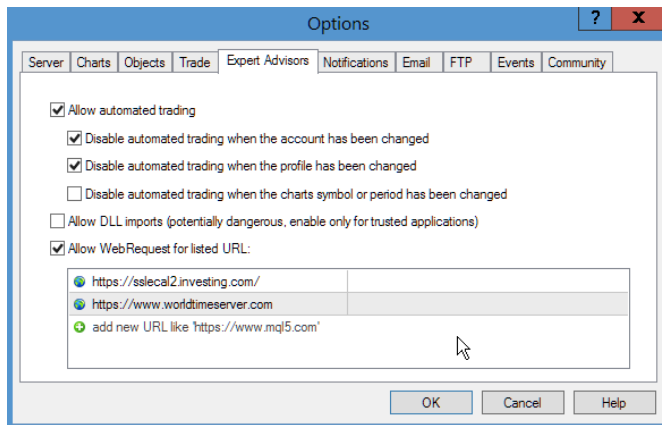 Options
? X
Server Charts Objects Trade Expert Advisors Notifications Email FTP Events Community
Allow automated trading
Disable automated trading when the account has been changed
Disable automated trading when the profile has been changed
Disable automated trading when the charts symbol or period has been changed
Allow DLL imports (potentially dangerous, enable only for trusted applications)
Allow WebRequest for listed URL:
https://sslecal2.investing.com/
https://www.worldtimeserver.com
add new URL like 'https://www.mql5.com'
OK Cancel Help